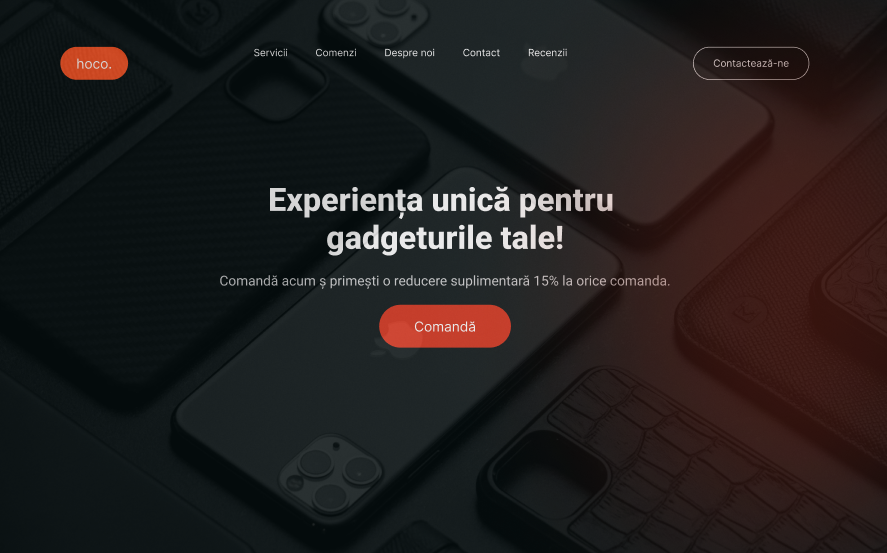 hoco.
Servicii Comenzi Despre noi Contact Recenzii
Contactează-ne
Experiența unică pentru
gadgeturile tale!
Comandă acum ș primești o reducere suplimentară 15% la orice comanda.
Comandă